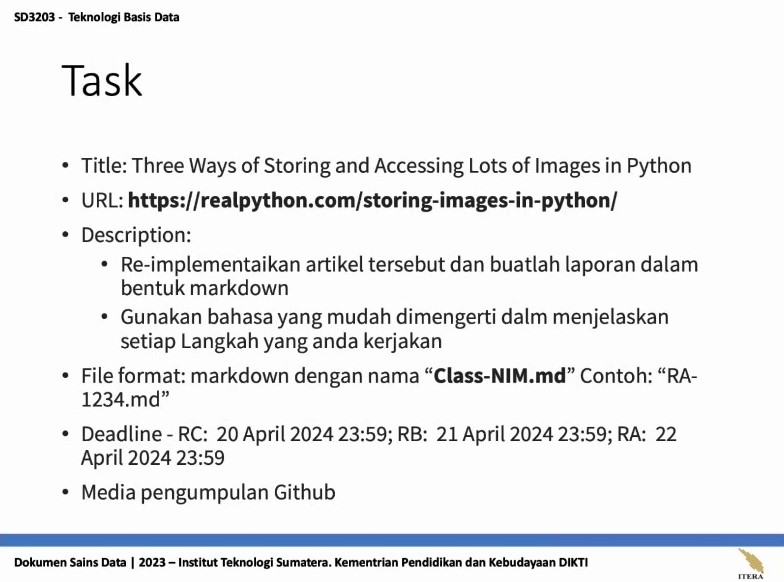 SD3203 - Teknologi Basis Data
Task
• Title: Three Ways of Storing and Accessing Lots of Images in Python
• URL: https://realpython.com/storing-images-in-python/
• Description:
• Re-implementaikan artikel tersebut dan buatlah laporan dalam
bentuk markdown
• Gunakan bahasa yang mudah dimengerti dalm menjelaskan
setiap Langkah yang anda kerjakan
• File format: markdown dengan nama “Class-NIM.md” Contoh: “RA-
1234.md”
• Deadline - RC: 20 April 2024 23:59; RB: 21 April 2024 23:59; RA: 22
April 2024 23:59
• Media pengumpulan Github
Dokumen Sains Data | 2023 – Institut Teknologi Sumatera. Kementrian Pendidikan dan Kebudayaan DIKTI
ITERA